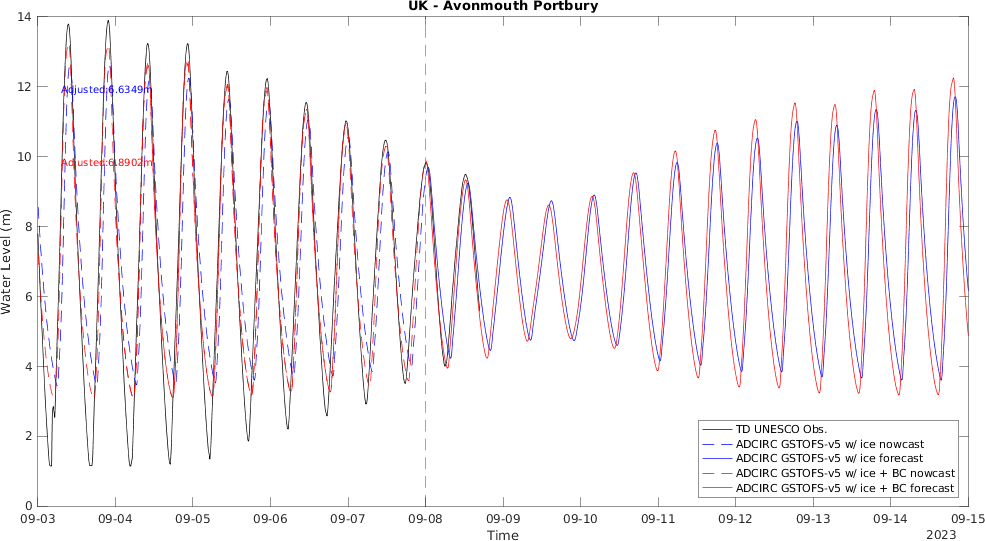 UK - Avonmouth Portbury
14
12
10
8
6
4
2
0
Water Level (m)
Adjusted:6.6349m
Adjusted:6.8902m
TD UNESCO Obs.
ADCIRC GSTOFS-v5 w/ ice nowcast
ADCIRC GSTOFS-v5 w/ ice forecast
ADCIRC GSTOFS-v5 w/ ice + BC nowcast
ADCIRC GSTOFS-v5 w/ ice + BC forecast
09-03 09-04 09-05 09-06 09-07 09-08 09-09 09-10 09-11 09-12 09-13 09-14 09-15
Time
2023